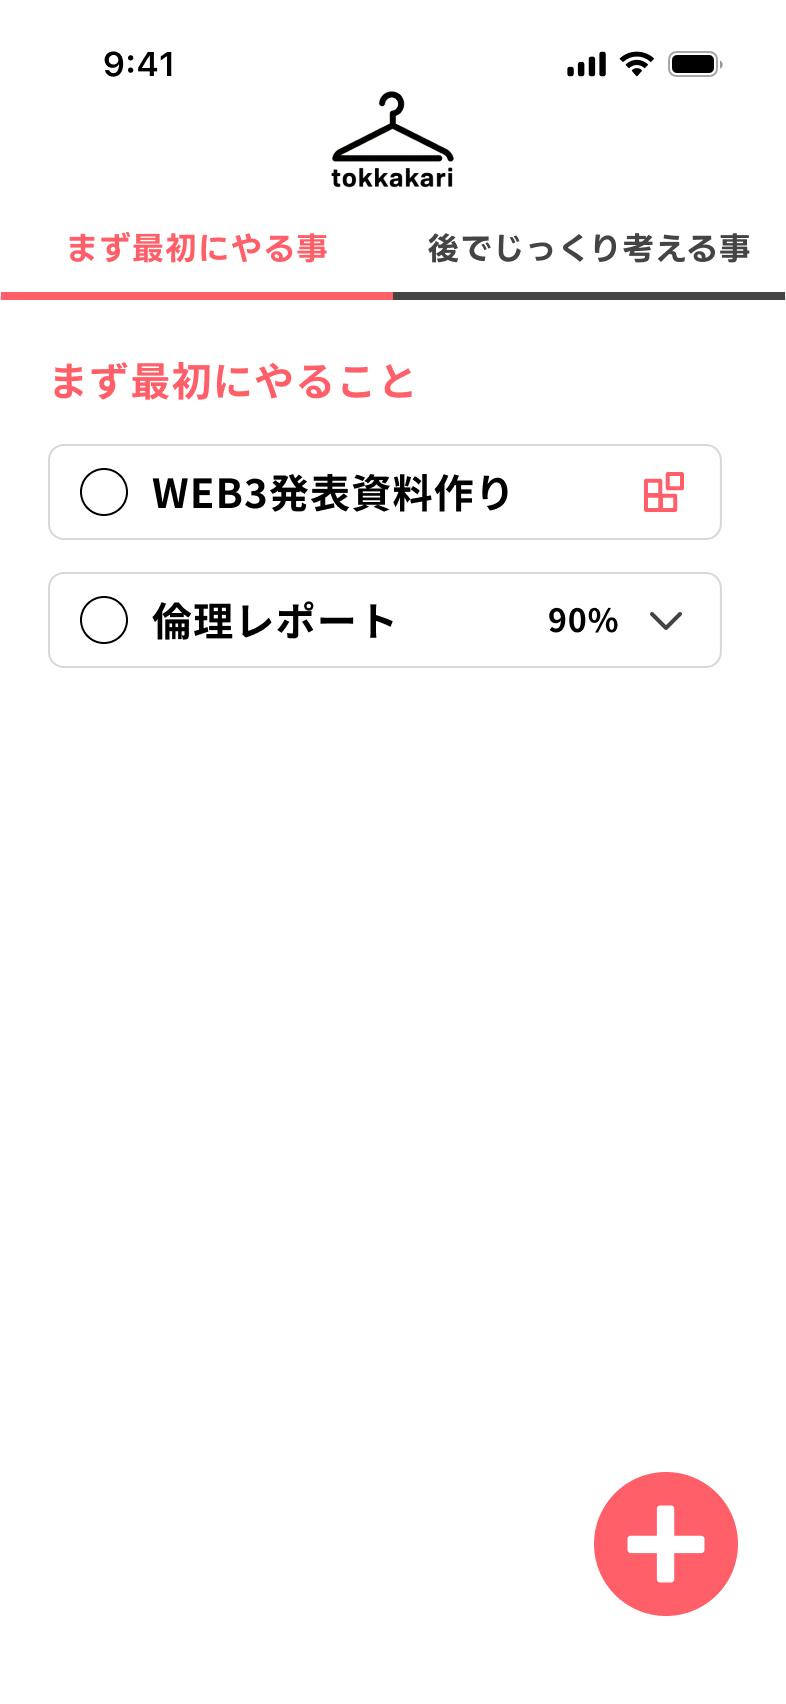 9:41
tokkakari
まず最初にやる事
後でじっくり考える事
まず最初にやること
WEB3発表資料作り
倫理レポート 90%